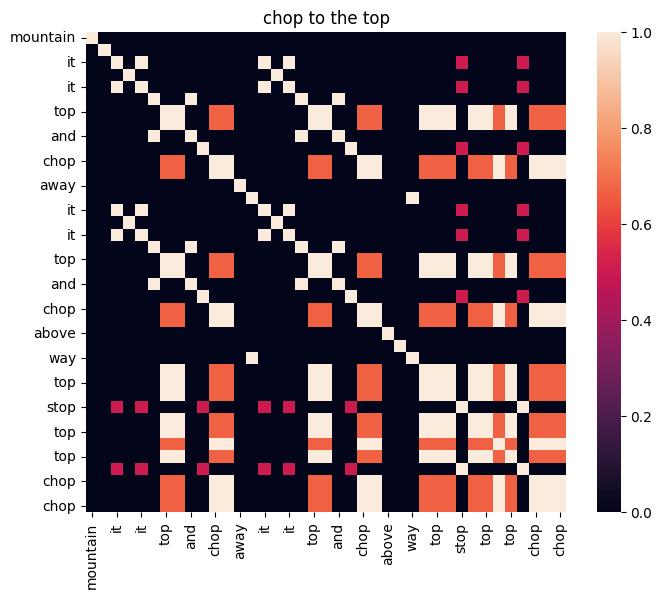 chop to the top
mountain
it
it
top
and
chop
away
it
it
top
and
chop
above
way
top
stop
top
top
chop
chop
1.0
0.8
0.6
0.4
0.2
0.0
mountain
it
it
top
and
chop
away
it
it
top
and
chop
above
way
top
stop
top
top
chop
chop